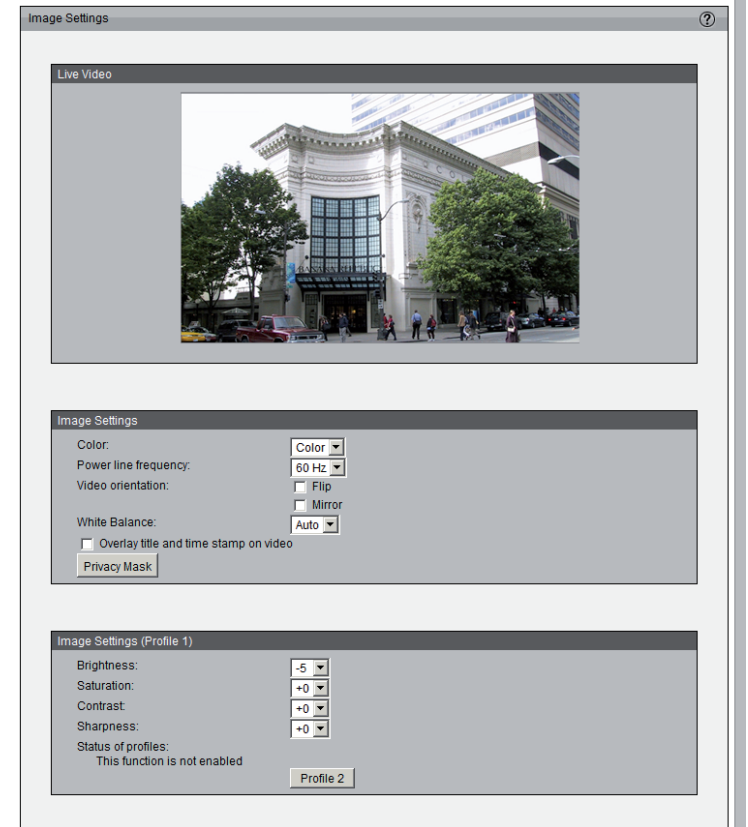 Image Settings ?
Live Video
Image Settings
Color: Color
Power line frequency: 60 Hz
Video orientation: Flip
Mirror
White Balance: Auto
Overlay title and time stamp on video
Privacy Mask
Image Settings (Profile 1)
Brightness: -5
Saturation: +0
Contrast: +0
Sharpness: +0
Status of profiles:
This function is not enabled
Profile 2